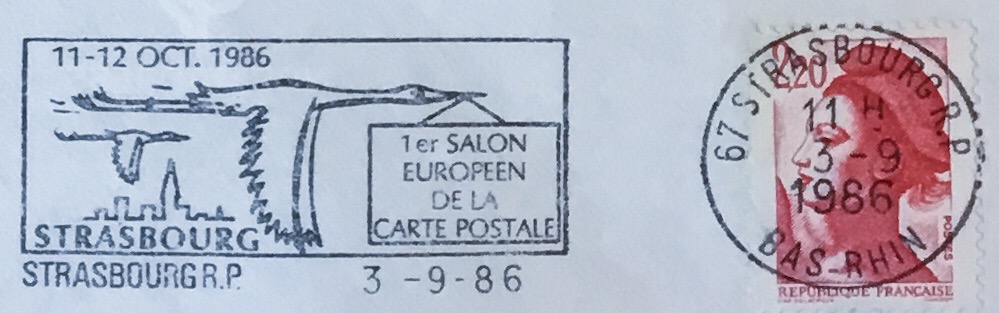 11-12 OCT. 1986
1er SALON
EUROPEEN
DE LA
CARTE POSTALE
STRASBOURG
STRASBOURG R.P. 3 -9-86
67 STRASBOURG R.P
2,20
11 H
3 -9
1986
BAS-RHIN
POSTES
REPUBLIQUE FRANCAISE